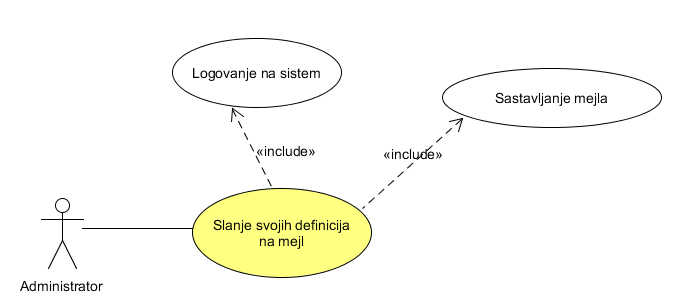 Logovanje na sistem
Sastavljanje mejla
«include»
«include»
Slanje svojih definicija
na mejl
Administrator